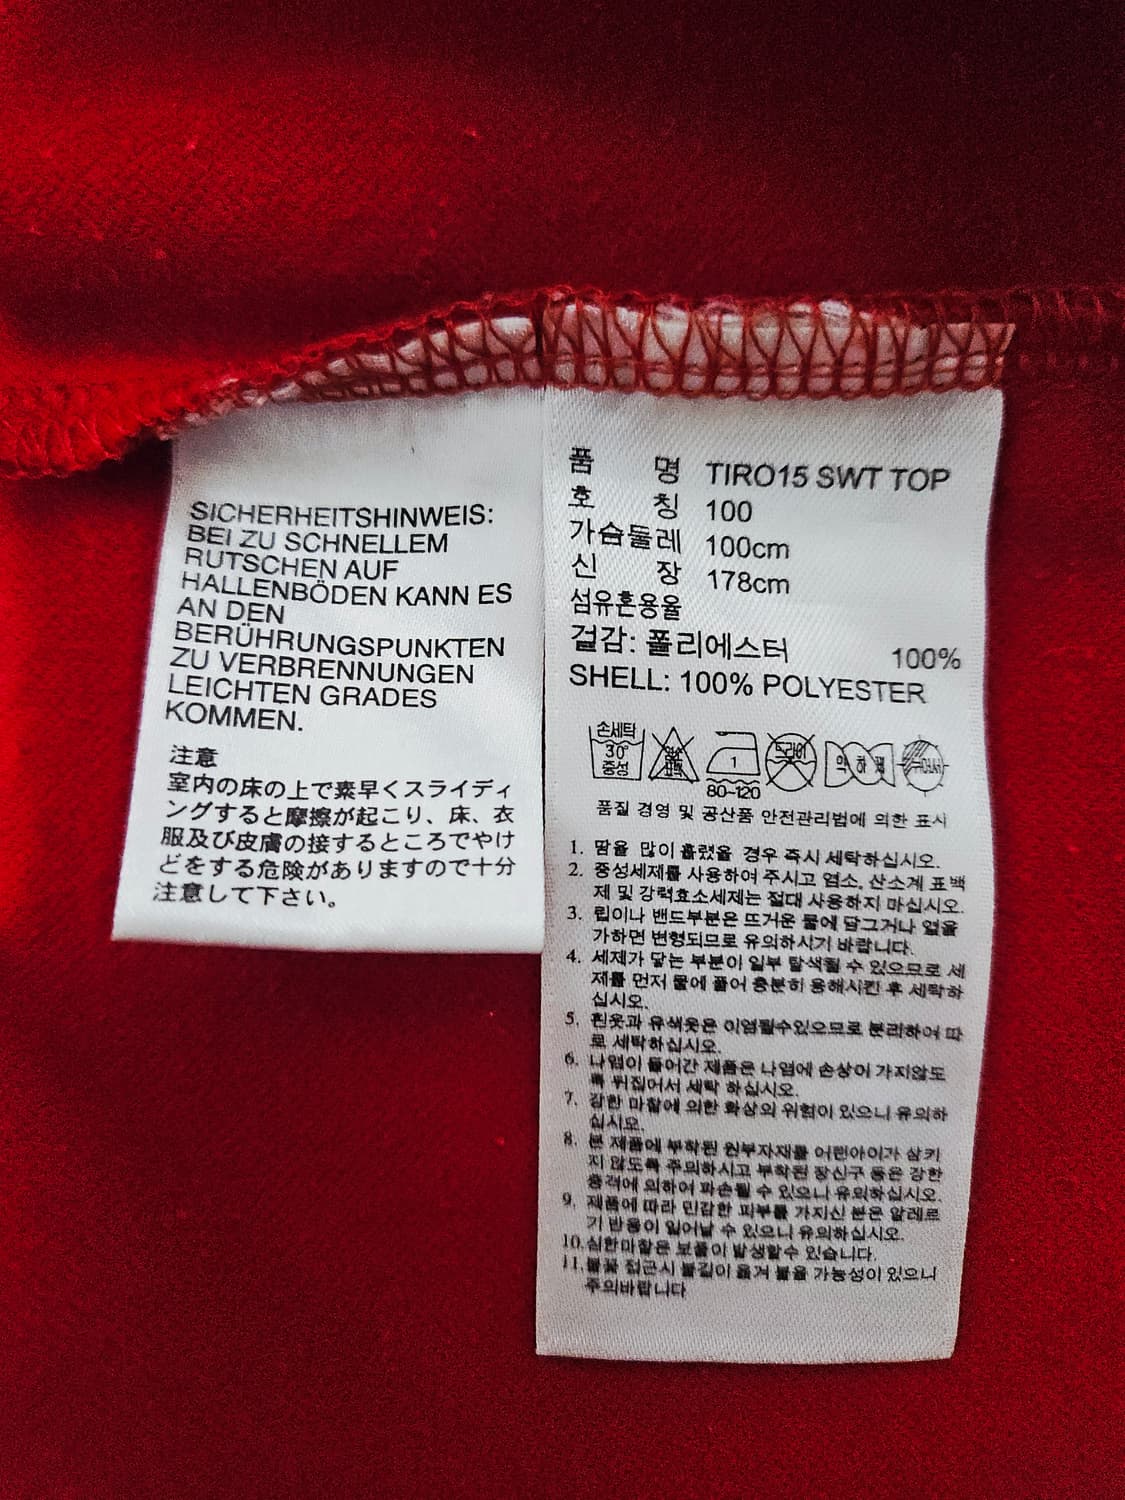 SICHERHEITSHINWEIS:
BEI ZU SCHNELLEM
RUTSCHEN AUF
HALLENBÖDEN KANN ES
AN DEN
BERÜHRUNGSPUNKTEN
ZU VERBRENNUNGEN
LEICHTEN GRADES
KOMMEN.
注意
室内の床の上で素早くスライディ
ングすると摩擦が起こり、床、衣
服及び皮膚の接するところでやけ
どをする危険がありますので十分
注意して下さい。
품 명 TIRO15 SWT TOP
호 칭 100
가슴둘레 100cm
신 장 178cm
섬유혼용율
겉감: 폴리에스터 100%
SHELL: 100% POLYESTER
손세탁
30°
중성
1
80~120
드라이
약하게
품질 경영 및 공산품 안전관리법에 의한 표시
1. 땀을 많이 흘렸을 경우 즉시 세탁하십시오.
2. 중성세제를 사용하여 주시고 염소, 산소계 표백
제 및 강력효소세제는 절대 사용하지 마십시오.
3. 립이나 밴드부분은 뜨거운 물에 담그거나 열을
가하면 변형되므로 유의하시기 바랍니다.
4. 세제가 닿는 부분이 일부 탈색될 수 있으므로 세
제를 먼저 물에 풀어 충분히 용해시킨 후 세탁하
십시오.
5. 흰옷과 유색옷은 이염될수있으므로 분리하여 따
로 세탁하십시오.
6. 나염이 들어간 제품은 나염에 손상이 가지않도
록 뒤집어서 세탁 하십시오.
7. 강한 마찰에 의한 화상의 위험이 있으니 유의하
십시오.
8. 본 제품에 부착된 원부자재를 어린아이가 삼키
지 않도록 주의하시고 부착된 장신구 등은 강한
충격에 의하여 파손될 수 있으니 유의하십시오.
9. 제품에 따라 민감한 피부를 가지신 분은 알레르
기 반응이 일어날 수 있으니 유의하십시오.
10.심한마찰은 보풀이 발생할수 있습니다.
11.불꽃 접근시 불길이 옮겨 붙을 가능성이 있으니
주의바랍니다